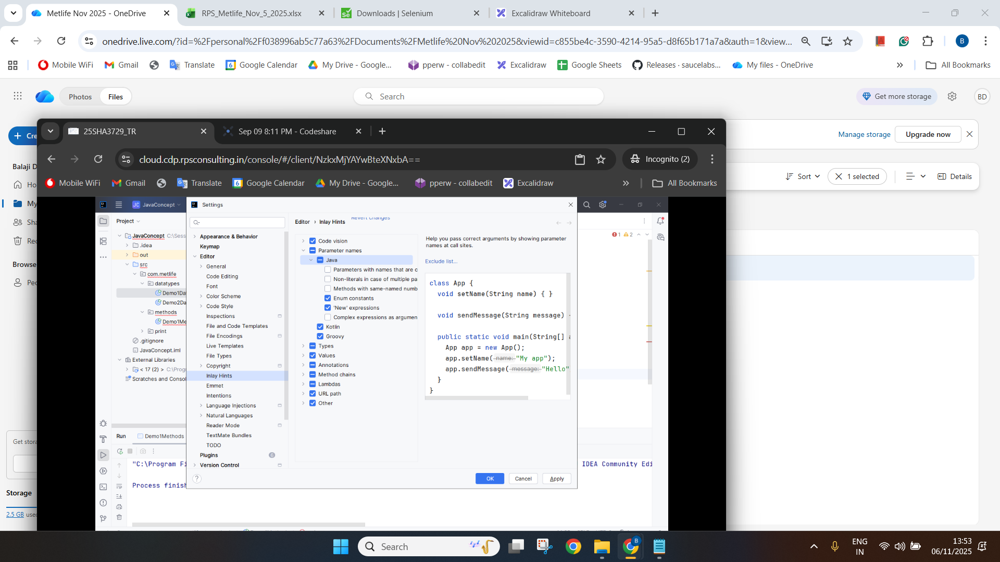 Metlife Nov 2025 - OneDrive
RPS_Metlife_Nov_5_2025.xlsx
Downloads | Selenium
Excalidraw Whiteboard
onedrive.live.com/?id=%2Fpersonal%2Ff038996ab5c77a63%2FDocuments%2FMetlife%20Nov%202025&viewid=c855be4c-3590-4214-95a5-d8f65b171a7a&auth=1&view...
B
Mobile WiFi
Gmail
Translate
Google Calendar
My Drive - Google...
pperw - collabedit
Excalidraw
Google Sheets
Releases · saucelabs...
My files - OneDrive
All Bookmarks
Photos
Files
Search
Get more storage
BD
Cre
Manage storage
Upgrade now
Balaji D
Ho
My
Sha
Rec
Browse
Peo
Sort
1 selected
Details
Get stora
Storage
2.5 GB used
25SHA3729_TR
Sep 09 8:11 PM - Codeshare
cloud.cdp.rpsconsulting.in/console/#/client/NzkxMjYAYwBteXNxbA==
Incognito (2)
Mobile WiFi
Gmail
Translate
Google Calendar
My Drive - Google...
pperw - collabedit
Excalidraw
All Bookmarks
JC JavaConcept
Project
JavaConcept C:\Sess
.idea
out
src
com.metlife
datatypes
Demo1Da
Demo2Da
methods
Demo1Me
print
.gitignore
JavaConcept.iml
External Libraries
< 17 (2) > C:\Progr
Scratches and Consol
Settings
Appearance & Behavior
Keymap
Editor
General
Code Editing
Font
Color Scheme
Code Style
Inspections
File and Code Templates
File Encodings
Live Templates
File Types
Copyright
Inlay Hints
Emmet
Intentions
Language Injections
Natural Languages
Reader Mode
TextMate Bundles
TODO
Plugins 6
Version Control
Editor › Inlay Hints
Revert changes
Code vision
Parameter names
Java
Parameters with names that are c
Non-literals in case of multiple pa
Methods with same-named numb
Enum constants
'New' expressions
Complex expressions as argumen
Kotlin
Groovy
Types
Values
Annotations
Method chains
Lambdas
URL path
Other
Help you pass correct arguments by showing parameter
names at call sites.
Exclude list...
class App {
void setName(String name) { }
void sendMessage(String message)
public static void main(String[] a
App app = new App();
app.setName( name: "My app");
app.sendMessage( message: "Hello"
}
}
?
OK
Cancel
Apply
1 2
Run
Demo1Methods
"C:\Program Fi
IDEA Community Edi
Process finish
Search
ENG
IN
13:53
06/11/2025